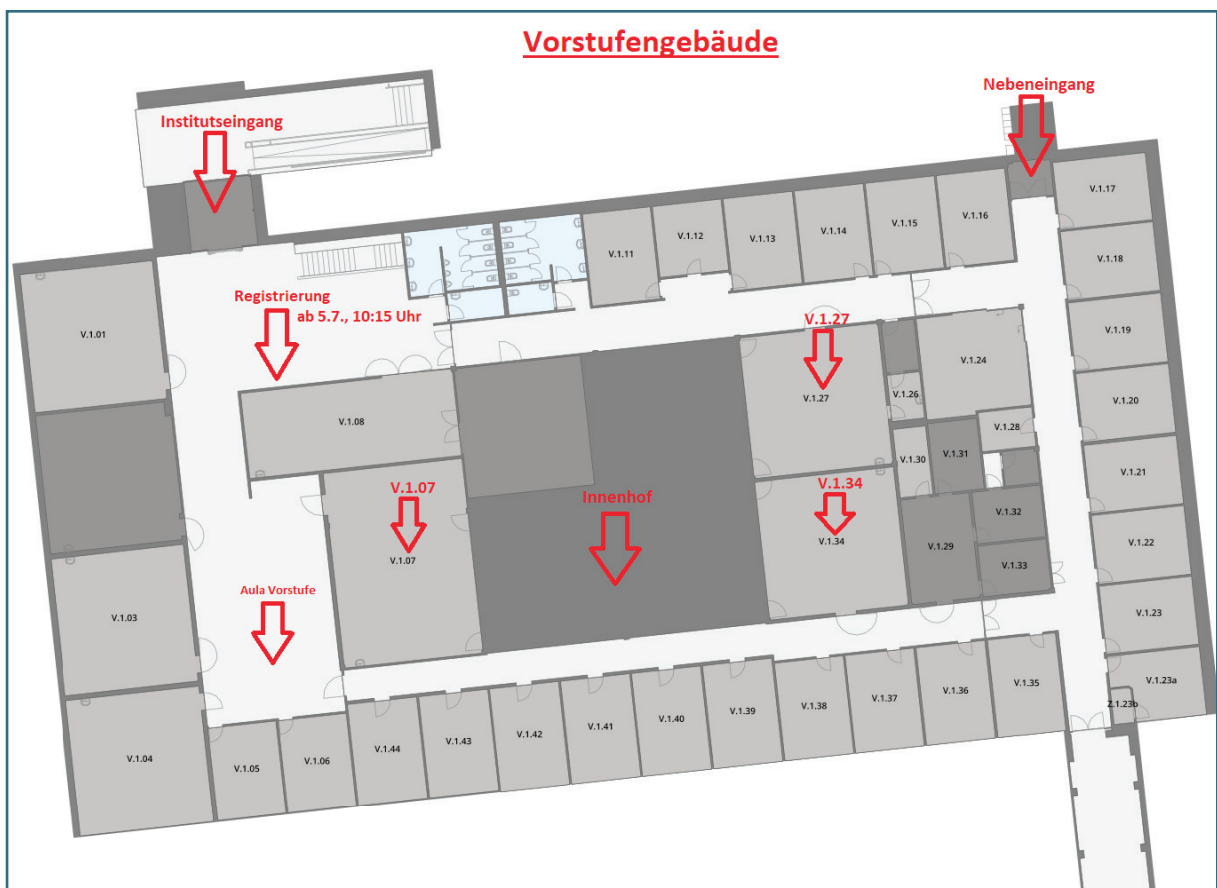 Vorstufengebäude
Nebeneingang
Institutseingang
V.1.17
V.1.16
V.1.15
V.1.14
V.1.13
V.1.12
V.1.11
V.1.18
Registrierung
ab 5.7., 10:15 Uhr
V.1.01
V.1.27
V.1.19
V.1.24
V.1.27
V.1.26
V.1.20
V.1.08
V.1.28
V.1.30
V.1.31
V.1.21
V.1.07
Innenhof
V.1.34
V.1.32
V.1.22
V.1.07
V.1.34
V.1.29
V.1.33
Aula Vorstufe
V.1.03
V.1.23
V.1.23a
Z.1.23b
V.1.35
V.1.36
V.1.37
V.1.38
V.1.39
V.1.40
V.1.41
V.1.42
V.1.43
V.1.44
V.1.06
V.1.05
V.1.04